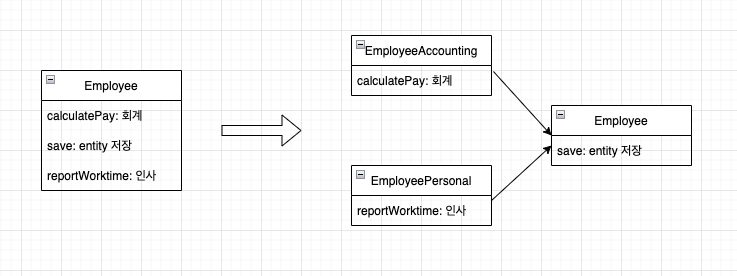 Employee
calculatePay: 회계
save: entity 저장
reportWorktime: 인사
EmployeeAccounting
calculatePay: 회계
EmployeePersonal
reportWorktime: 인사
Employee
save: entity 저장